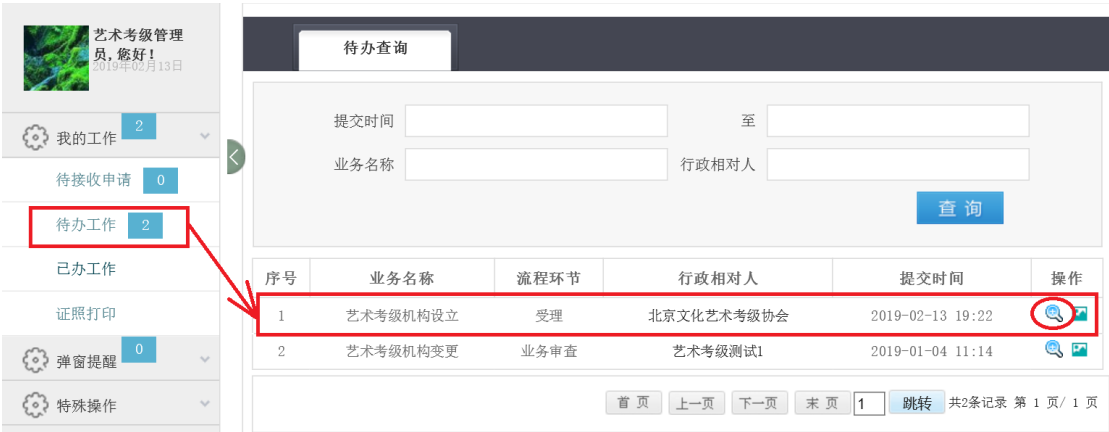 艺术考级管理
员,您好!
2019年02月13日
我的工作 2
待接收申请 0
待办工作 2
已办工作
证照打印
弹窗提醒 0
特殊操作
待办查询
提交时间 至
业务名称 行政相对人
查询
序号 业务名称 流程环节 行政相对人 提交时间 操作
1 艺术考级机构设立 受理 北京文化艺术考级协会 2019-02-13 19:22
2 艺术考级机构变更 业务审查 艺术考级测试1 2019-01-04 11:14
首页 上一页 下一页 末页 1 跳转 共2条记录 第 1 页/ 1 页